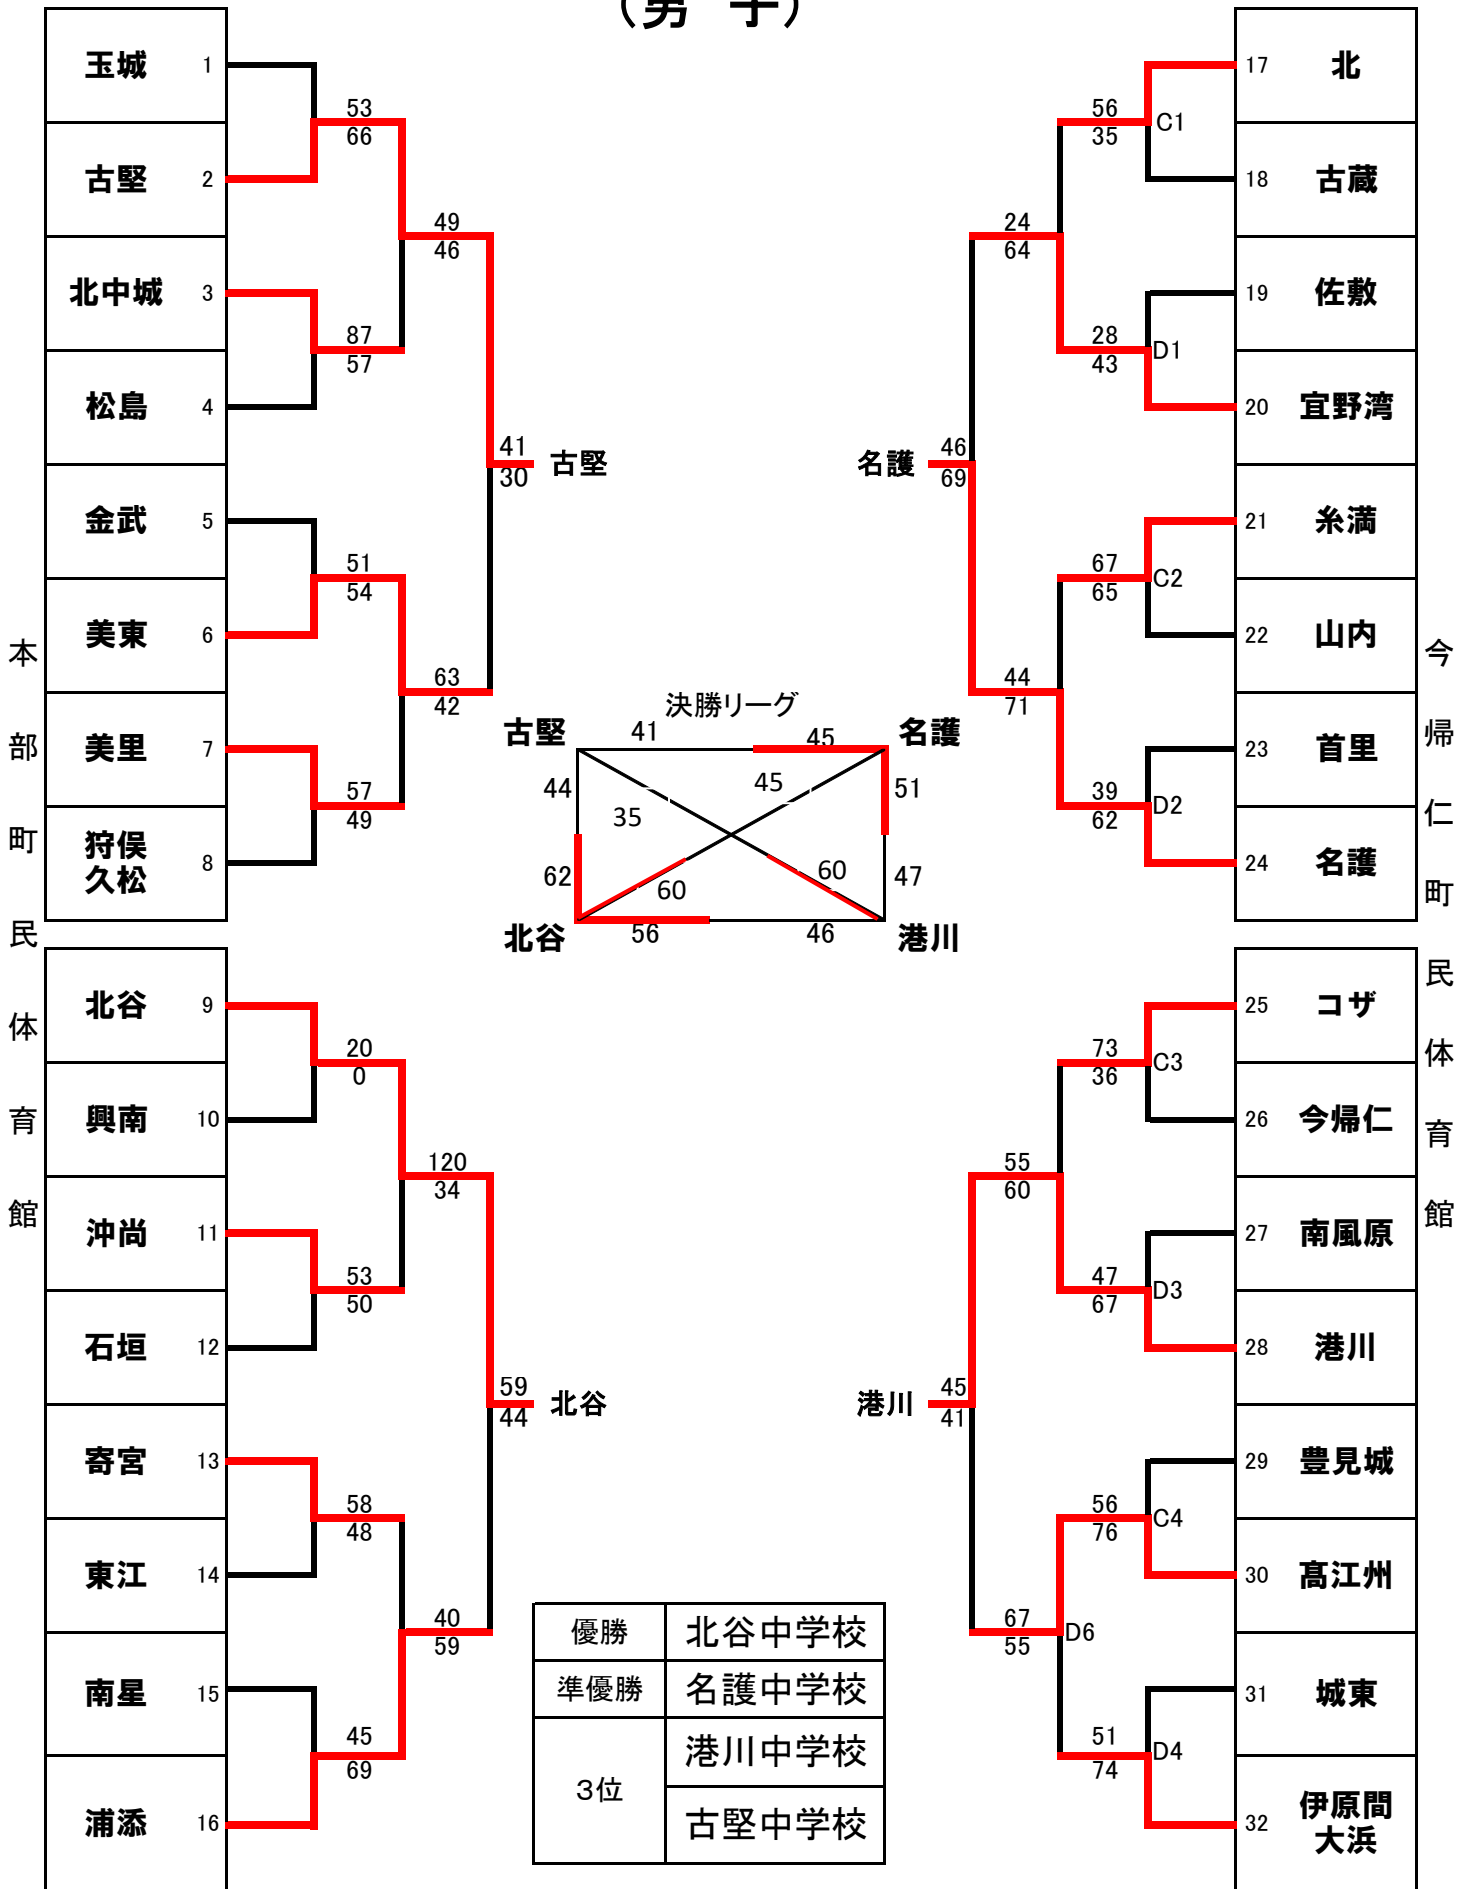 （男　子）
玉城 1
古堅 2
北中城 3
松島 4
金武 5
美東 6
美里 7
狩俣
久松 8
北谷 9
興南 10
沖尚 11
石垣 12
寄宮 13
東江 14
南星 15
浦添 16
本部町民体育館
53
66
87
57
51
54
57
49
20
0
53
50
58
48
45
69
49
46
63
42
120
34
40
59
41
30
古堅
59
44
北谷
決勝リーグ
古堅 41 45 名護
44 35 45 51
62 60 60 47
北谷 56 46 港川
優勝 北谷中学校
準優勝 名護中学校
3位 港川中学校
古堅中学校
名護
46
69
港川
45
41
24
64
44
71
55
60
67
55
D6
56
35
C1
28
43
D1
67
65
C2
39
62
D2
73
36
C3
47
67
D3
56
76
C4
51
74
D4
17 北
18 古蔵
19 佐敷
20 宜野湾
21 糸満
22 山内
23 首里
24 名護
25 コザ
26 今帰仁
27 南風原
28 港川
29 豊見城
30 髙江州
31 城東
32 伊原間
大浜
今帰仁町民体育館